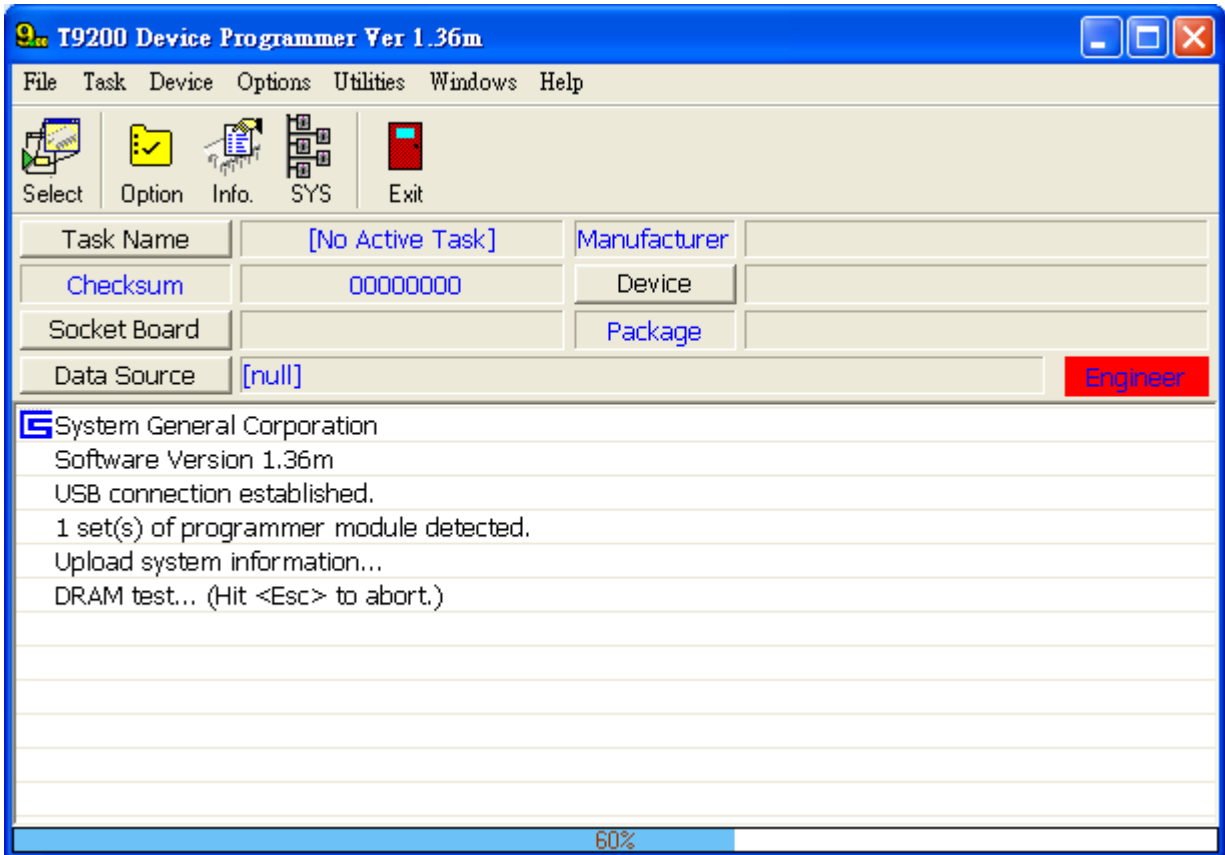 T9200 Device Programmer Ver 1.36m
File Task Device Options Utilities Windows Help
Select Option Info. SYS Exit
Task Name [No Active Task] Manufacturer
Checksum 00000000 Device
Socket Board Package
Data Source [null] Engineer
System General Corporation
Software Version 1.36m
USB connection established.
1 set(s) of programmer module detected.
Upload system information...
DRAM test... (Hit <Esc> to abort.)
60%